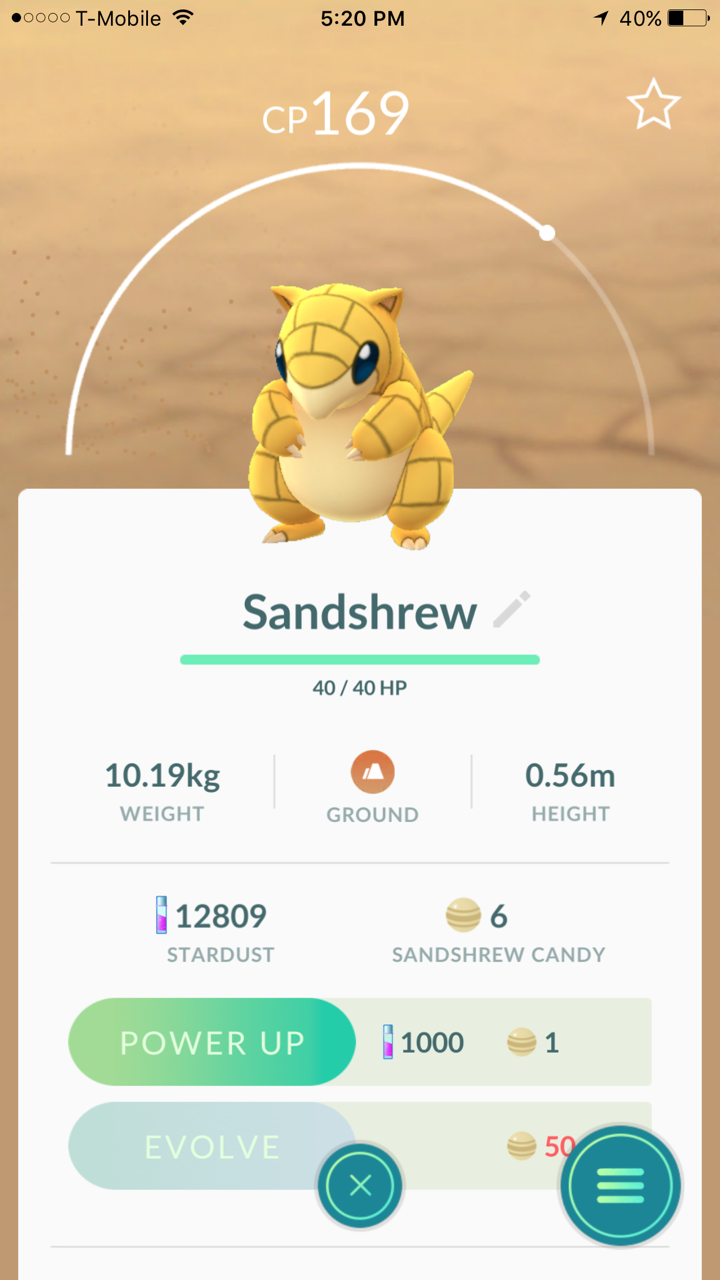 T-Mobile 5:20 PM 40%
CP169
Sandshrew
40 / 40 HP
10.19kg 0.56m
WEIGHT GROUND HEIGHT
12809 6
STARDUST SANDSHREW CANDY
POWER UP 1000 1
EVOLVE 50